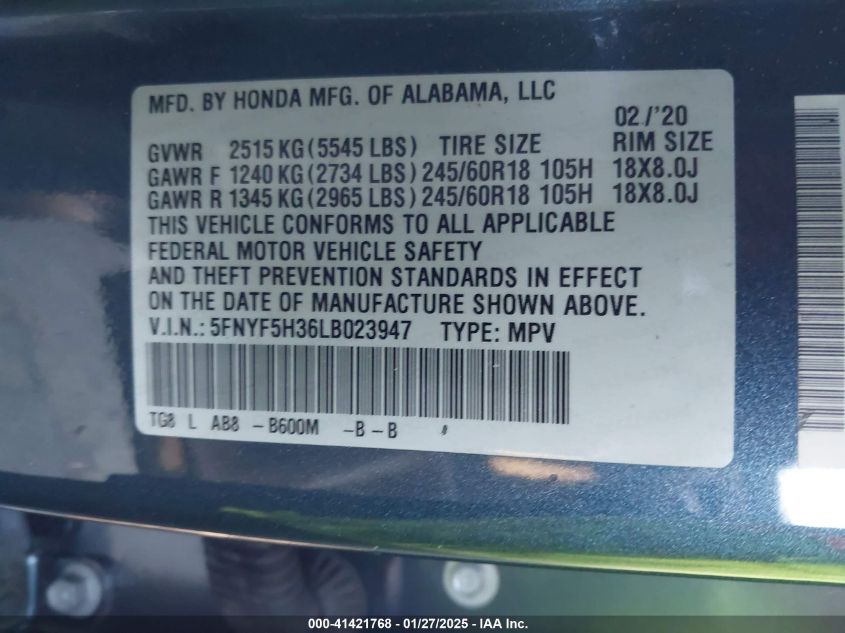 MFD. BY HONDA MFG. OF ALABAMA, LLC
02/'20
GVWR 2515 KG (5545 LBS) TIRE SIZE RIM SIZE
GAWR F 1240 KG (2734 LBS) 245/60R18 105H 18X8.0J
GAWR R 1345 KG (2965 LBS) 245/60R18 105H 18X8.0J
THIS VEHICLE CONFORMS TO ALL APPLICABLE
FEDERAL MOTOR VEHICLE SAFETY
AND THEFT PREVENTION STANDARDS IN EFFECT
ON THE DATE OF MANUFACTURE SHOWN ABOVE.
V.I.N.: 5FNYF5H36LB023947 TYPE: MPV
TG8 L AB8 -B600M -B-B
000-41421768 - 01/27/2025 - IAA Inc.